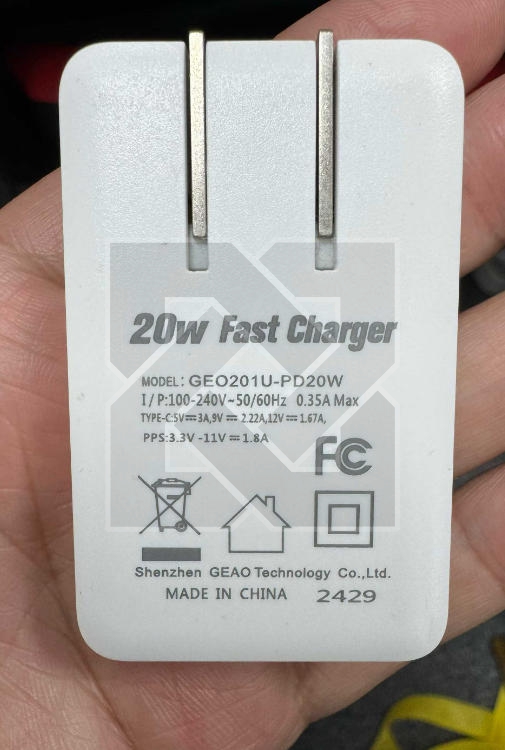 20w Fast Charger
MODEL: GEO201U-PD20W
I/P:100-240V~50/60Hz 0.35A Max
TYPE-C:5V⎓3A,9V⎓2.22A,12V⎓1.67A,
PPS:3.3V-11V⎓1.8A
FC
Shenzhen GEAO Technology Co.,Ltd.
MADE IN CHINA 2429